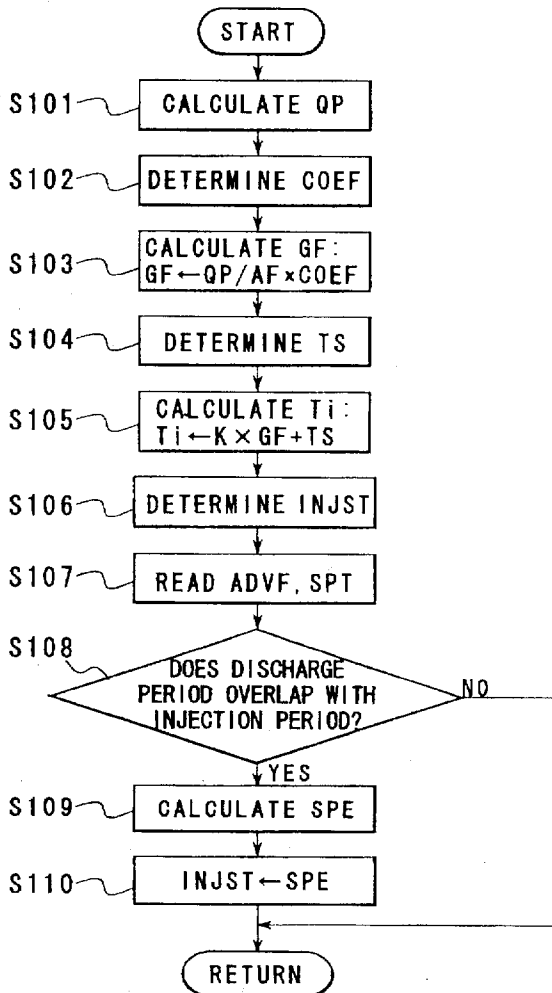 START
S101
CALCULATE QP
S102
DETERMINE COEF
S103
CALCULATE GF:
GF←QP/AF×COEF
S104
DETERMINE TS
S105
CALCULATE Ti:
Ti←K×GF+TS
S106
DETERMINE INJST
S107
READ ADVF, SPT
S108
DOES DISCHARGE
PERIOD OVERLAP WITH
INJECTION PERIOD?
NO
YES
S109
CALCULATE SPE
S110
INJST←SPE
RETURN